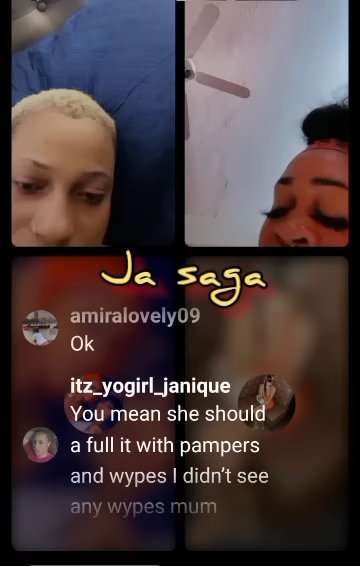 Ja saga
amiralovely09
Ok
itz_yogirl_janique
You mean she should
a full it with pampers
and wypes I didn't see
any wypes mum